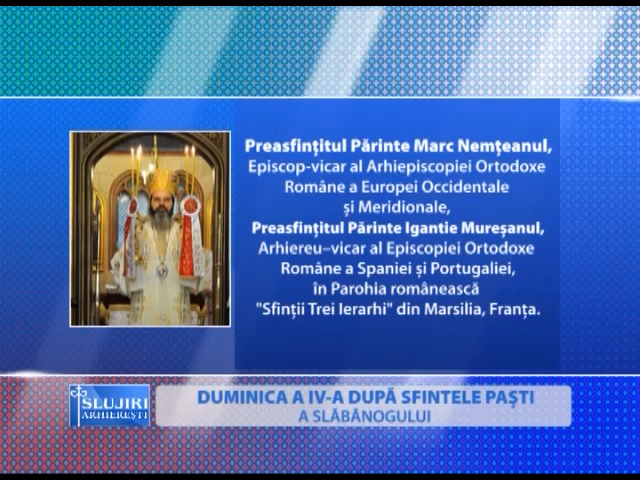 Preasfințitul Părinte Marc Nemțeanul,
Episcop-vicar al Arhiepiscopiei Ortodoxe
Române a Europei Occidentale
și Meridionale,
Preasfințitul Părinte Igantie Mureșanul,
Arhiereu–vicar al Episcopiei Ortodoxe
Române a Spaniei și Portugaliei,
în Parohia românească
"Sfinții Trei Ierarhi" din Marsilia, Franța.
SLUJIRI
ARHIEREȘTI
DUMINICA A IV-A DUPĂ SFINTELE PAȘTI
A SLĂBĂNOGULUI